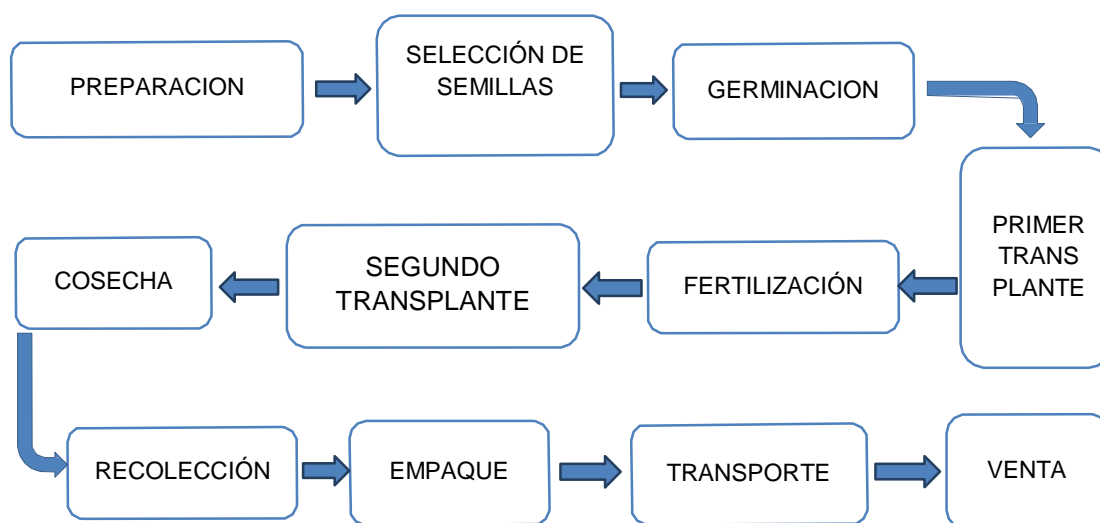 PREPARACION
SELECCIÓN DE
SEMILLAS
GERMINACION
PRIMER
TRANS
PLANTE
FERTILIZACIÓN
SEGUNDO
TRANSPLANTE
COSECHA
RECOLECCIÓN
EMPAQUE
TRANSPORTE
VENTA